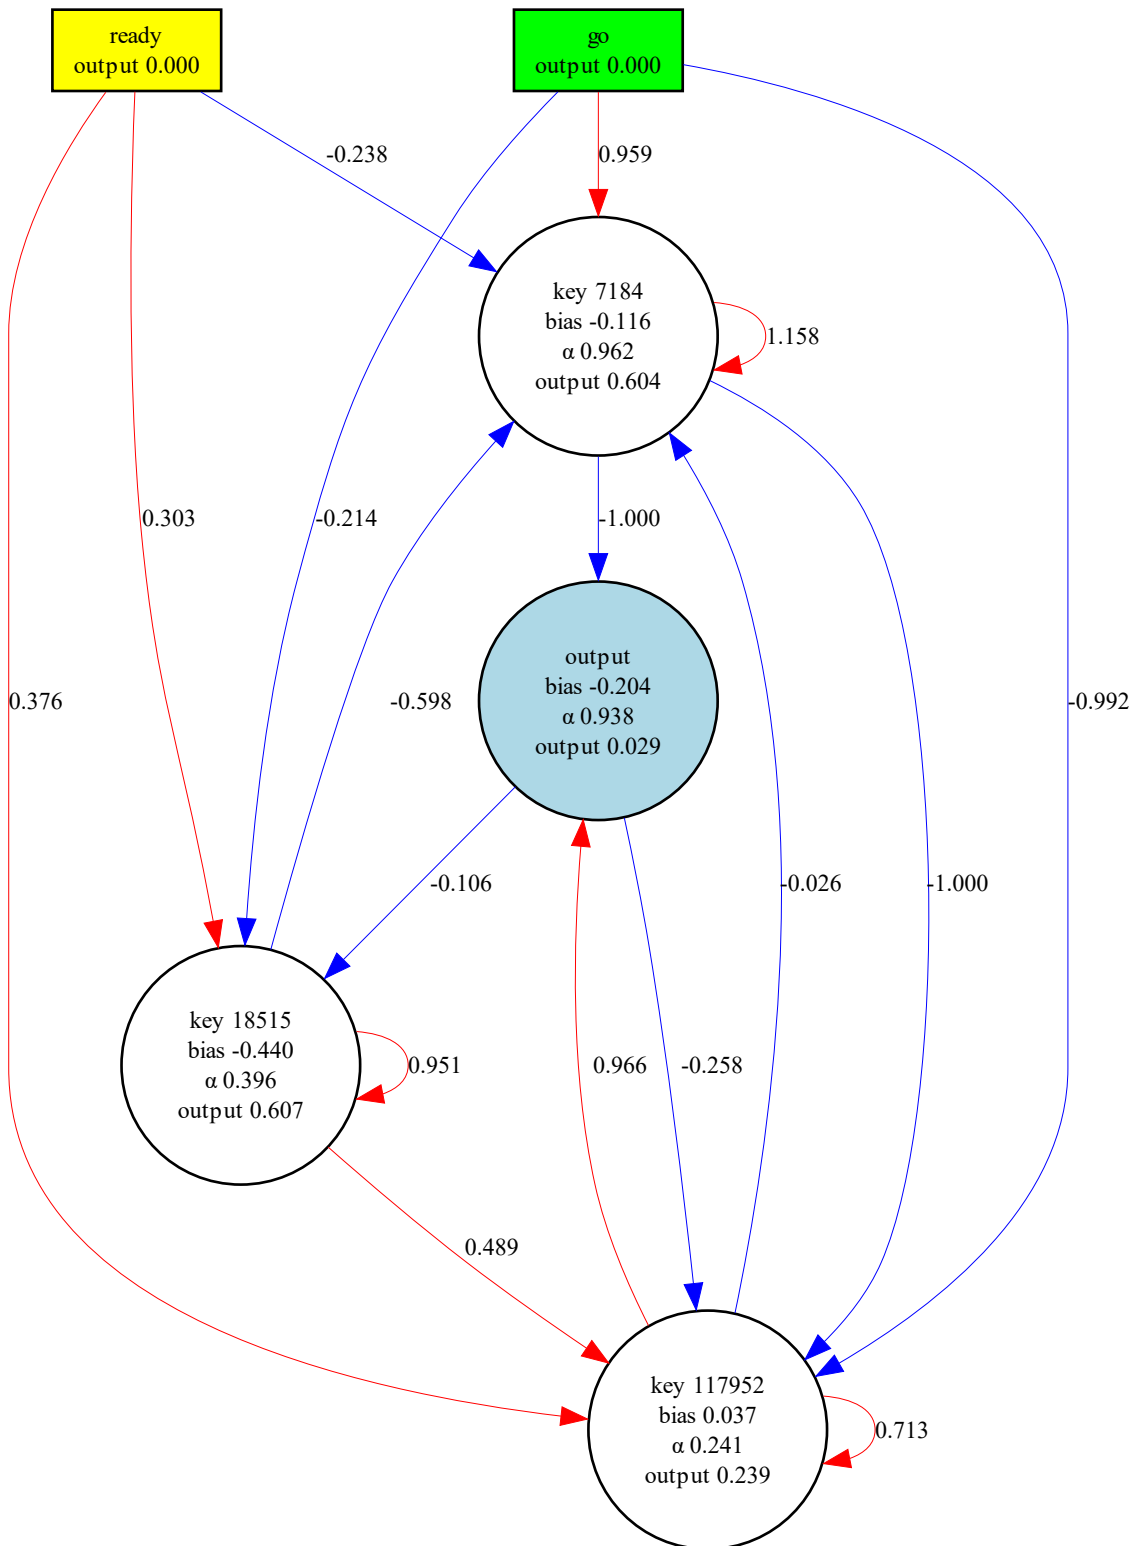 ready
output 0.000
go
output 0.000
-0.238
0.959
key 7184
bias -0.116
α 0.962
output 0.604
1.158
0.303
-0.214
-1.000
output
bias -0.204
α 0.938
output 0.029
0.376
-0.598
-0.992
-0.106
-0.026
-1.000
key 18515
bias -0.440
α 0.396
output 0.607
0.951
0.966
-0.258
0.489
key 117952
bias 0.037
α 0.241
output 0.239
0.713